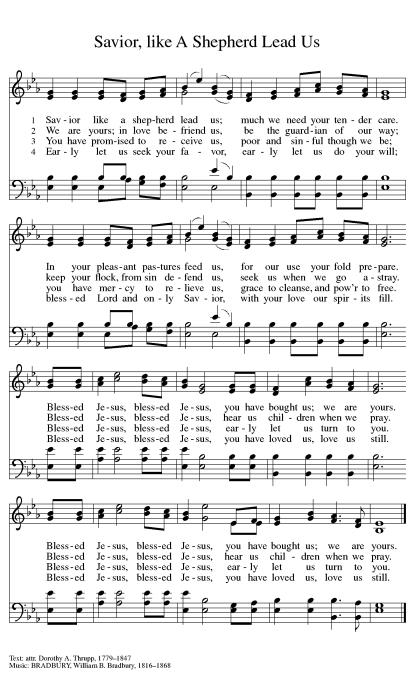 Savior, like A Shepherd Lead Us
1 Sav - ior like a shep-herd lead us; much we need your ten - der care.
2 We are yours; in love be - friend us, be the guard-ian of our way;
3 You have prom-ised to re - ceive us, poor and sin - ful though we be;
4 Ear - ly let us seek your fa - vor, ear - ly let us do your will;
In your pleas-ant pas-tures feed us, for our use your fold pre - pare.
keep your flock, from sin de - fend us, seek us when we go a - stray.
you have mer - cy to re - lieve us, grace to cleanse, and pow'r to free.
bless - ed Lord and on - ly Sav - ior, with your love our spir - its fill.
Bless - ed Je - sus, bless - ed Je - sus, you have bought us; we are yours.
Bless - ed Je - sus, bless - ed Je - sus, hear us chil - dren when we pray.
Bless - ed Je - sus, bless - ed Je - sus, ear - ly let us turn to you.
Bless - ed Je - sus, bless - ed Je - sus, you have loved us, love us still.
Bless - ed Je - sus, bless - ed Je - sus, you have bought us; we are yours.
Bless - ed Je - sus, bless - ed Je - sus, hear us chil - dren when we pray.
Bless - ed Je - sus, bless - ed Je - sus, ear - ly let us turn to you.
Bless - ed Je - sus, bless - ed Je - sus, you have loved us, love us still.
Text: attr. Dorothy A. Thrupp, 1779–1847
Music: BRADBURY, William B. Bradbury, 1816–1868